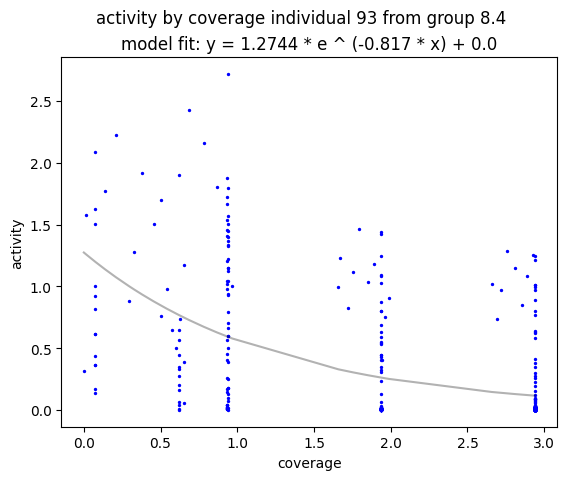 activity by coverage individual 93 from group 8.4
model fit: y = 1.2744 * e ^ (-0.817 * x) + 0.0
2.5
2.0
1.5
1.0
0.5
0.0
activity
0.0 0.5 1.0 1.5 2.0 2.5 3.0
coverage